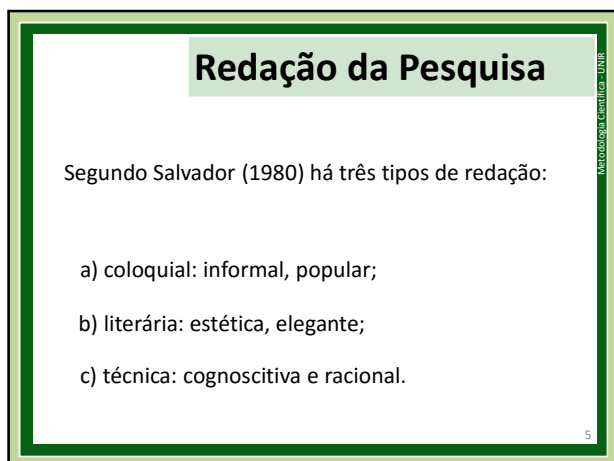 Redação da Pesquisa
Metodologia Científica - UNIR
Segundo Salvador (1980) há três tipos de redação:
a) coloquial: informal, popular;
b) literária: estética, elegante;
c) técnica: cognoscitiva e racional.
5